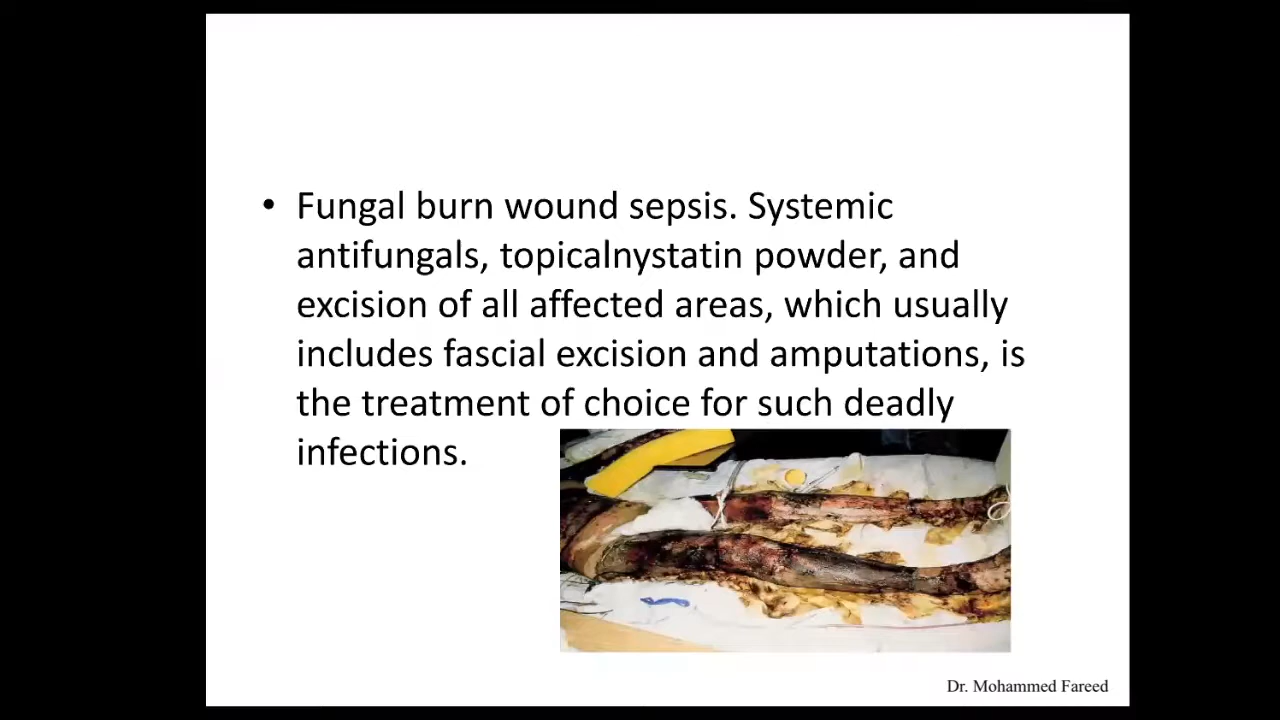 • Fungal burn wound sepsis. Systemic
antifungals, topicalnystatin powder, and
excision of all affected areas, which usually
includes fascial excision and amputations, is
the treatment of choice for such deadly
infections.
Dr. Mohammed Fareed